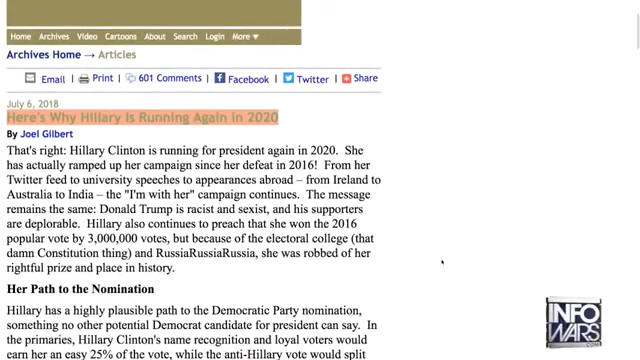 Home Archives Video Cartoons About Search Login More ▼
Archives Home → Articles
Email Print 601 Comments Facebook Twitter Share
July 6, 2018
Here's Why Hillary Is Running Again in 2020
By Joel Gilbert
That's right: Hillary Clinton is running for president again in 2020. She
has actually ramped up her campaign since her defeat in 2016! From her
Twitter feed to university speeches to appearances abroad – from Ireland to
Australia to India – the "I'm with her" campaign continues. The message
remains the same: Donald Trump is racist and sexist, and his supporters
are deplorable. Hillary also continues to preach that she won the 2016
popular vote by 3,000,000 votes, but because of the electoral college (that
damn Constitution thing) and RussiaRussiaRussia, she was robbed of her
rightful prize and place in history.
Her Path to the Nomination
Hillary has a highly plausible path to the Democratic Party nomination,
something no other potential Democrat candidate for president can say. In
the primaries, Hillary Clinton's name recognition and loyal voters would
earn her an easy 25% of the vote, while the anti-Hillary vote would split
INFO
WARS